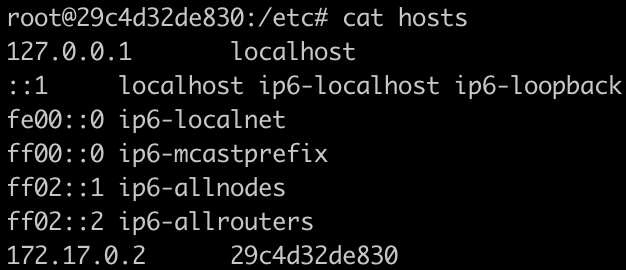 root@29c4d32de830:/etc# cat hosts
127.0.0.1 localhost
::1 localhost ip6-localhost ip6-loopback
fe00::0 ip6-localnet
ff00::0 ip6-mcastprefix
ff02::1 ip6-allnodes
ff02::2 ip6-allrouters
172.17.0.2 29c4d32de830